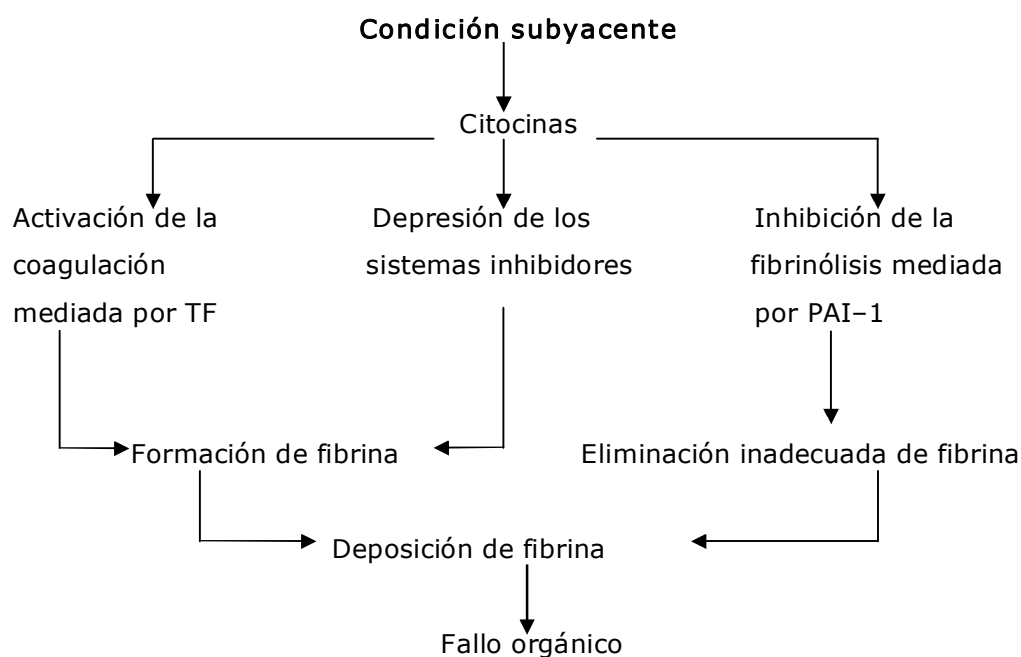 Condición subyacente
Citocinas
Activación de la
coagulación
mediada por TF
Depresión de los
sistemas inhibidores
Inhibición de la
fibrinólisis mediada
por PAI–1
Formación de fibrina
Eliminación inadecuada de fibrina
Deposición de fibrina
Fallo orgánico